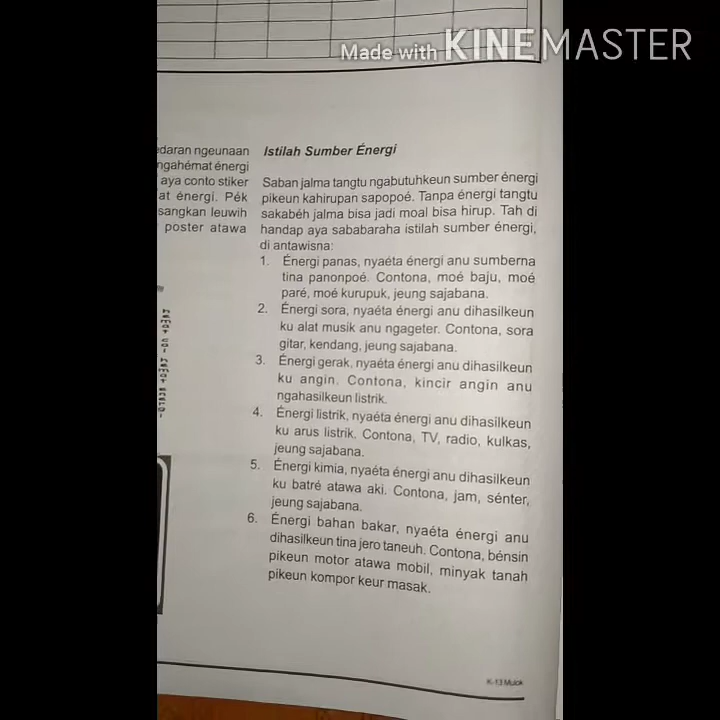 Made with KINEMASTER
edaran ngeunaan
ngahémat énergi
aya conto stiker
at énergi. Pék
sangkan leuwih
poster atawa
Istilah Sumber Énergi
Saban jalma tangtu ngabutuhkeun sumber énergi
pikeun kahirupan sapopoé. Tanpa énergi tangtu
sakabéh jalma bisa jadi moal bisa hirup. Tah di
handap aya sababaraha istilah sumber énergi,
di antawisna:
1. Énergi panas, nyaéta énergi anu sumberna
tina panonpoé. Contona, moé baju, moé
paré, moé kurupuk, jeung sajabana.
2. Énergi sora, nyaéta énergi anu dihasilkeun
ku alat musik anu ngageter. Contona, sora
gitar, kendang, jeung sajabana.
3. Énergi gerak, nyaéta énergi anu dihasilkeun
ku angin. Contona, kincir angin anu
ngahasilkeun listrik.
4. Énergi listrik, nyaéta énergi anu dihasilkeun
ku arus listrik. Contona, TV, radio, kulkas,
jeung sajabana.
5. Énergi kimia, nyaéta énergi anu dihasilkeun
ku batré atawa aki. Contona, jam, sénter,
jeung sajabana.
6. Énergi bahan bakar, nyaéta énergi anu
dihasilkeun tina jero taneuh. Contona, bénsin
pikeun motor atawa mobil, minyak tanah
pikeun kompor keur masak.
K-13 Mulok